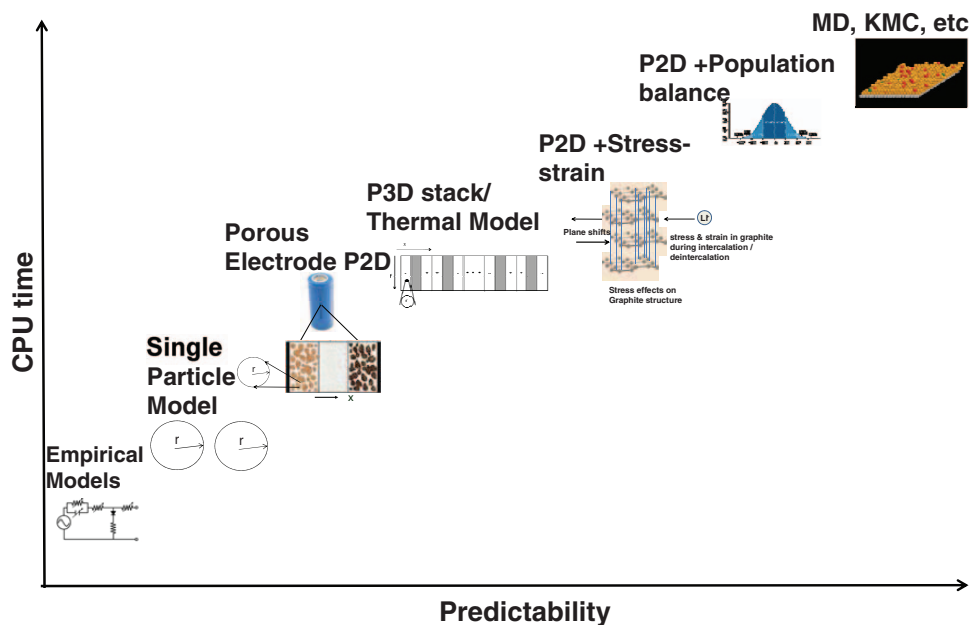 MD, KMC, etc
P2D +Population
balance
P2D +Stress-
strain
Plane shifts
Li
stress & strain in graphite
during intercalation /
deintercalation
Stress effects on
Graphite structure
P3D stack/
Thermal Model
Porous
Electrode P2D
x
Single
Particle
Model
r
r
r
Empirical
Models
CPU time
Predictability